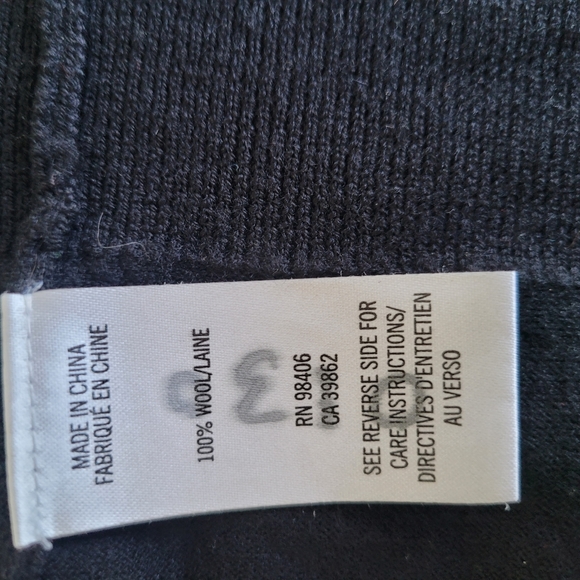 MADE IN CHINA
FABRIQUÉ EN CHINE
100% WOOL/LAINE
RN 98406
CA 39862
SEE REVERSE SIDE FOR
CARE INSTRUCTIONS/
DIRECTIVES D'ENTRETIEN
AU VERSO